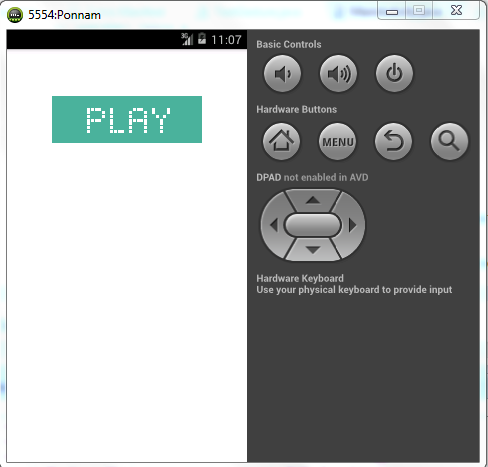 5554:Ponnam
3G 11:07
PLAY
Basic Controls
Hardware Buttons
MENU
DPAD not enabled in AVD
Hardware Keyboard
Use your physical keyboard to provide input